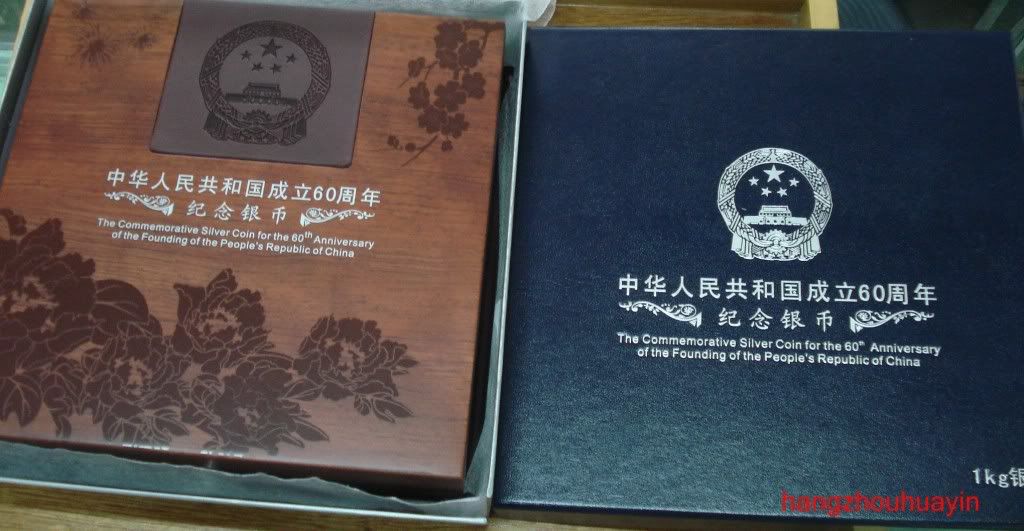 中华人民共和国成立60周年
纪念银币
The Commemorative Silver Coin for the 60th Anniversary
of the Founding of the People's Republic of China
中华人民共和国成立60周年
纪念银币
The Commemorative Silver Coin for the 60th Anniversary
of the Founding of the People's Republic of China
1kg银
hangzhouhuayin